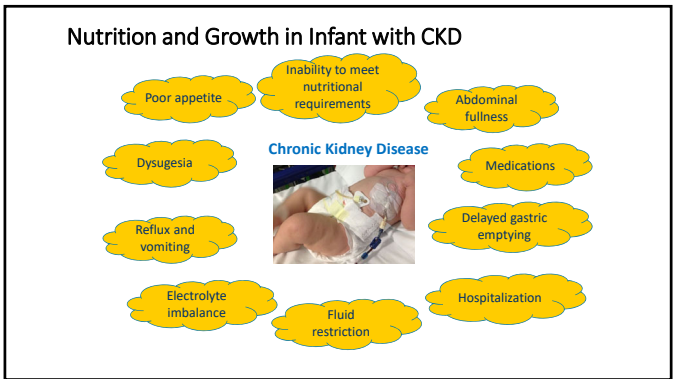 Nutrition and Growth in Infant with CKD
Inability to meet
nutritional
requirements
Poor appetite
Abdominal
fullness
Chronic Kidney Disease
Dysugesia
Medications
Reflux and
vomiting
Delayed gastric
emptying
Electrolyte
imbalance
Fluid
restriction
Hospitalization